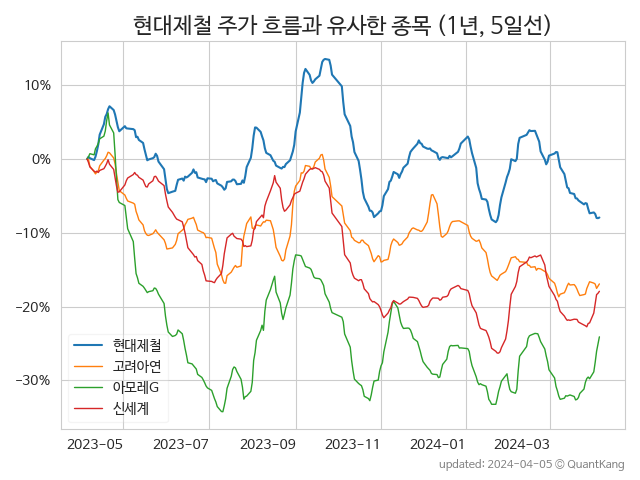 현대제철 주가 흐름과 유사한 종목 (1년, 5일선)
10%
0%
−10%
−20%
−30%
현대제철
고려아연
아모레G
신세계
2023-05 2023-07 2023-09 2023-11 2024-01 2024-03
updated: 2024-04-05 © QuantKang